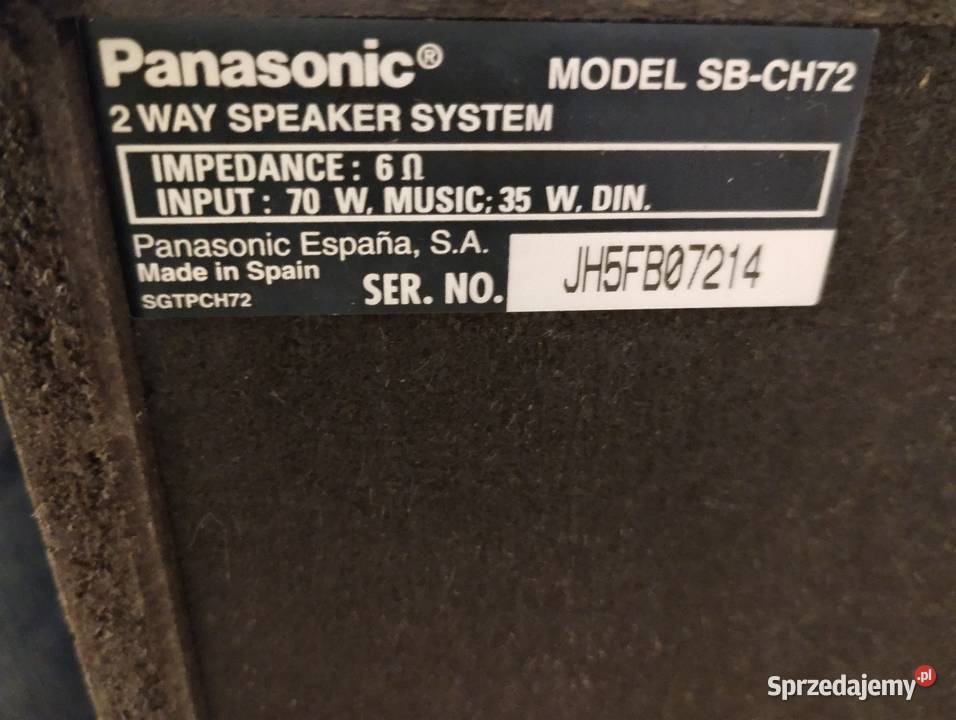 Panasonic® MODEL SB-CH72
2 WAY SPEAKER SYSTEM
IMPEDANCE : 6 Ω
INPUT : 70 W, MUSIC; 35 W, DIN.
Panasonic España, S.A.
Made in Spain
SER. NO. JH5FB07214
SGTPCH72
Sprzedajemy.pl